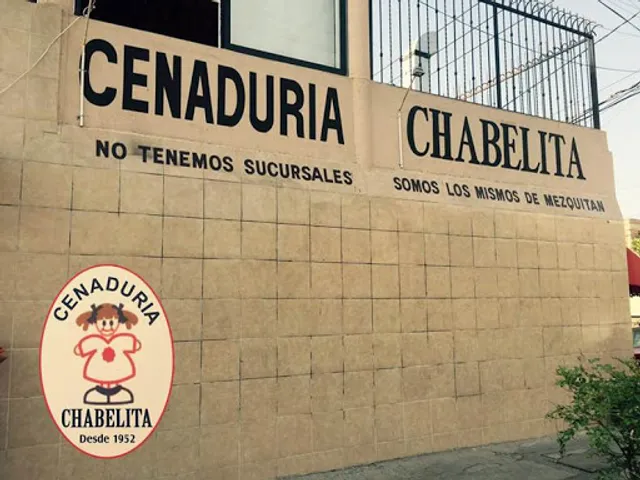 CENADURIA
NO TENEMOS SUCURSALES
CHABELITA
SOMOS LOS MISMOS DE MEZQUITAN
CENADURIA
CHABELITA
Desde 1952